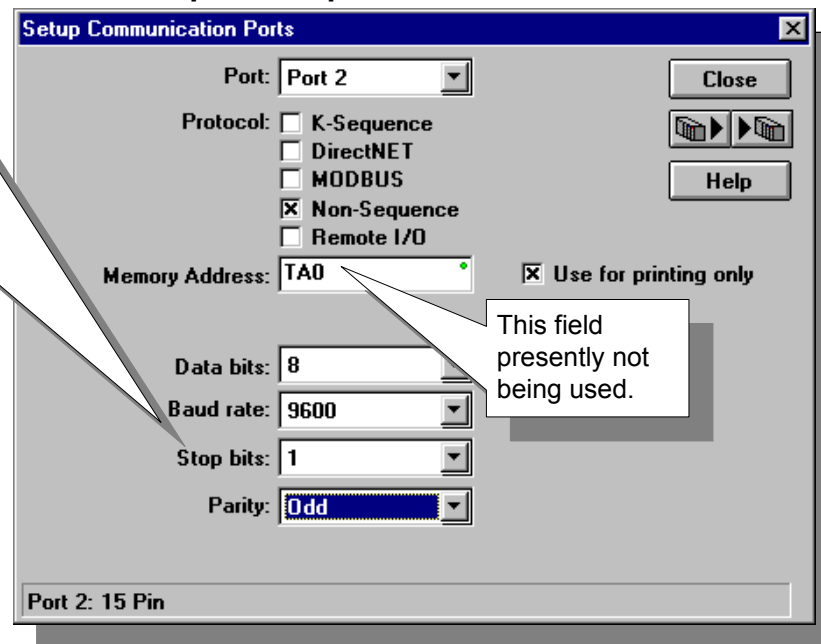 Setup Communication Ports
Port: Port 2
Close
Protocol: K-Sequence
DirectNET
MODBUS
Help
Non-Sequence
Remote I/O
Memory Address: TA0
Use for printing only
This field
presently not
being used.
Data bits: 8
Baud rate: 9600
Stop bits: 1
Parity: Odd
Port 2: 15 Pin